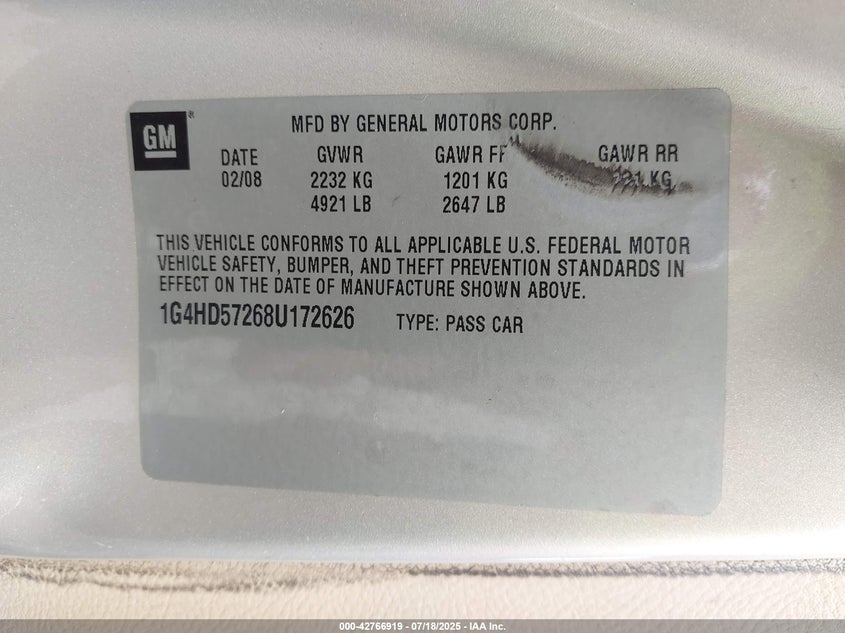 GM®
MFD BY GENERAL MOTORS CORP.
DATE GVWR GAWR GAWR RR
02/08 2232 KG 1201 KG KG
4921 LB 2647 LB
THIS VEHICLE CONFORMS TO ALL APPLICABLE U.S. FEDERAL MOTOR
VEHICLE SAFETY, BUMPER, AND THEFT PREVENTION STANDARDS IN
EFFECT ON THE DATE OF MANUFACTURE SHOWN ABOVE.
1G4HD57268U172626 TYPE: PASS CAR
000-42766919 / 07/18/2025 - IAA Inc.